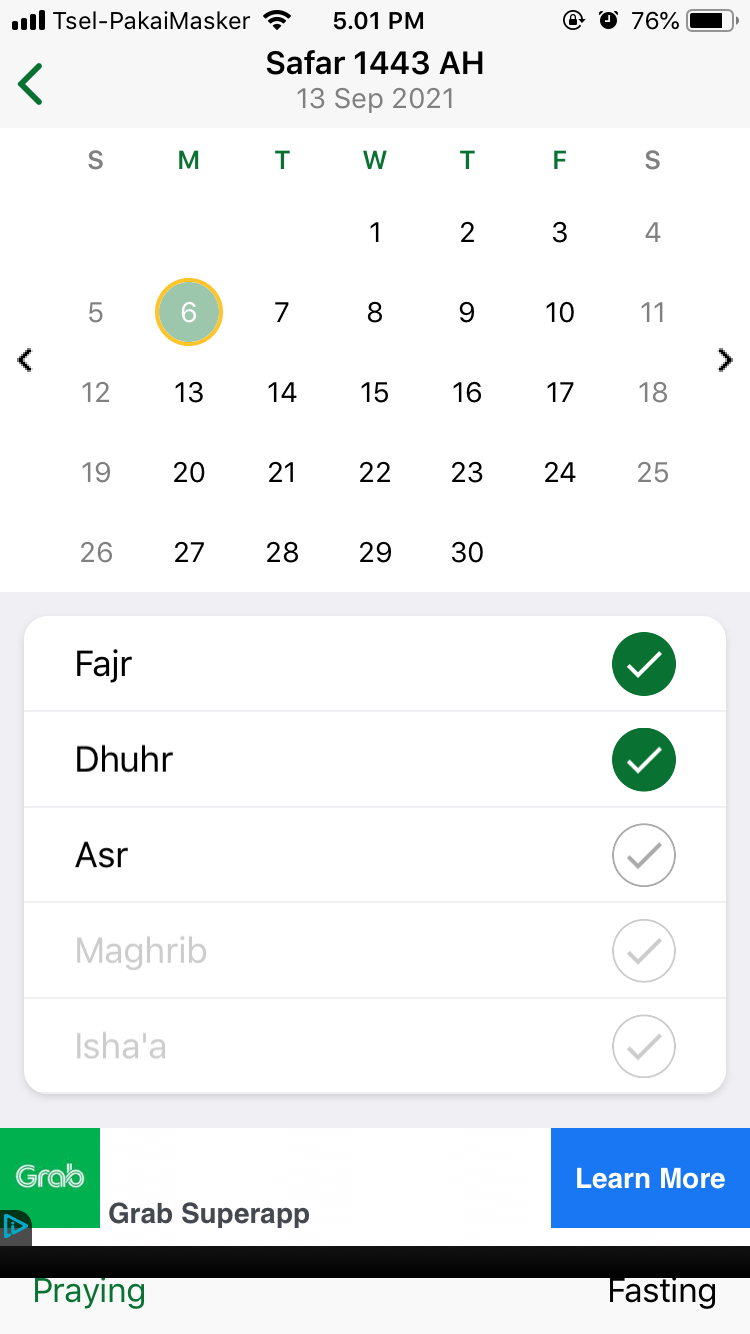 Tsel-PakaiMasker 5.01 PM 76%
Safar 1443 AH
13 Sep 2021
S M T W T F S
1 2 3 4
5 6 7 8 9 10 11
12 13 14 15 16 17 18
19 20 21 22 23 24 25
26 27 28 29 30
Fajr
Dhuhr
Asr
Maghrib
Isha'a
Grab
Grab Superapp
Learn More
Praying Fasting